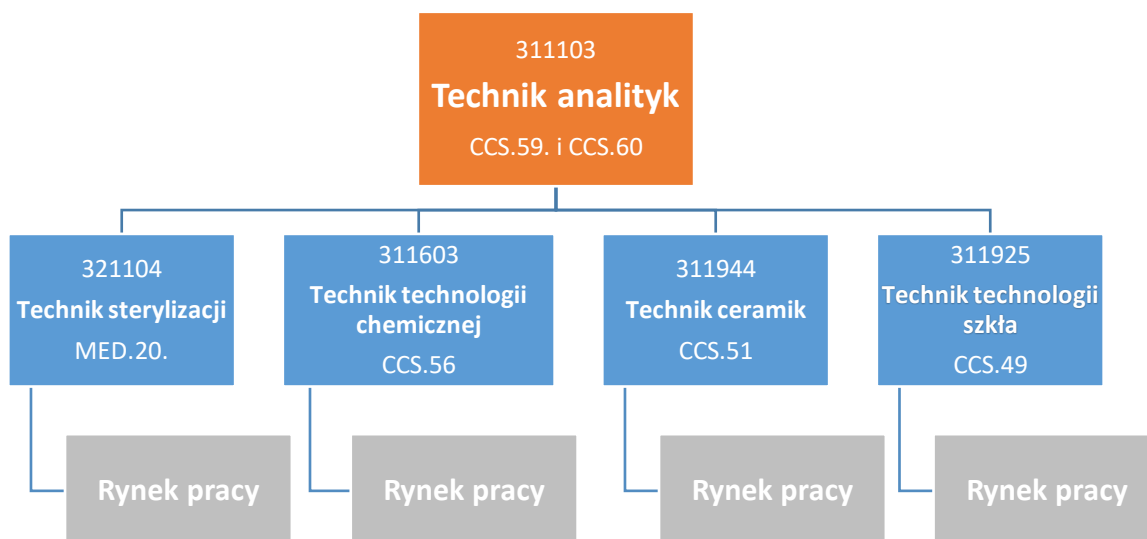 311103
Technik analityk
CCS.59. i CCS.60
321104
Technik sterylizacji
MED.20.
311603
Technik technologii
chemicznej
CCS.56
311944
Technik ceramik
CCS.51
311925
Technik technologii
szkła
CCS.49
Rynek pracy
Rynek pracy
Rynek pracy
Rynek pracy